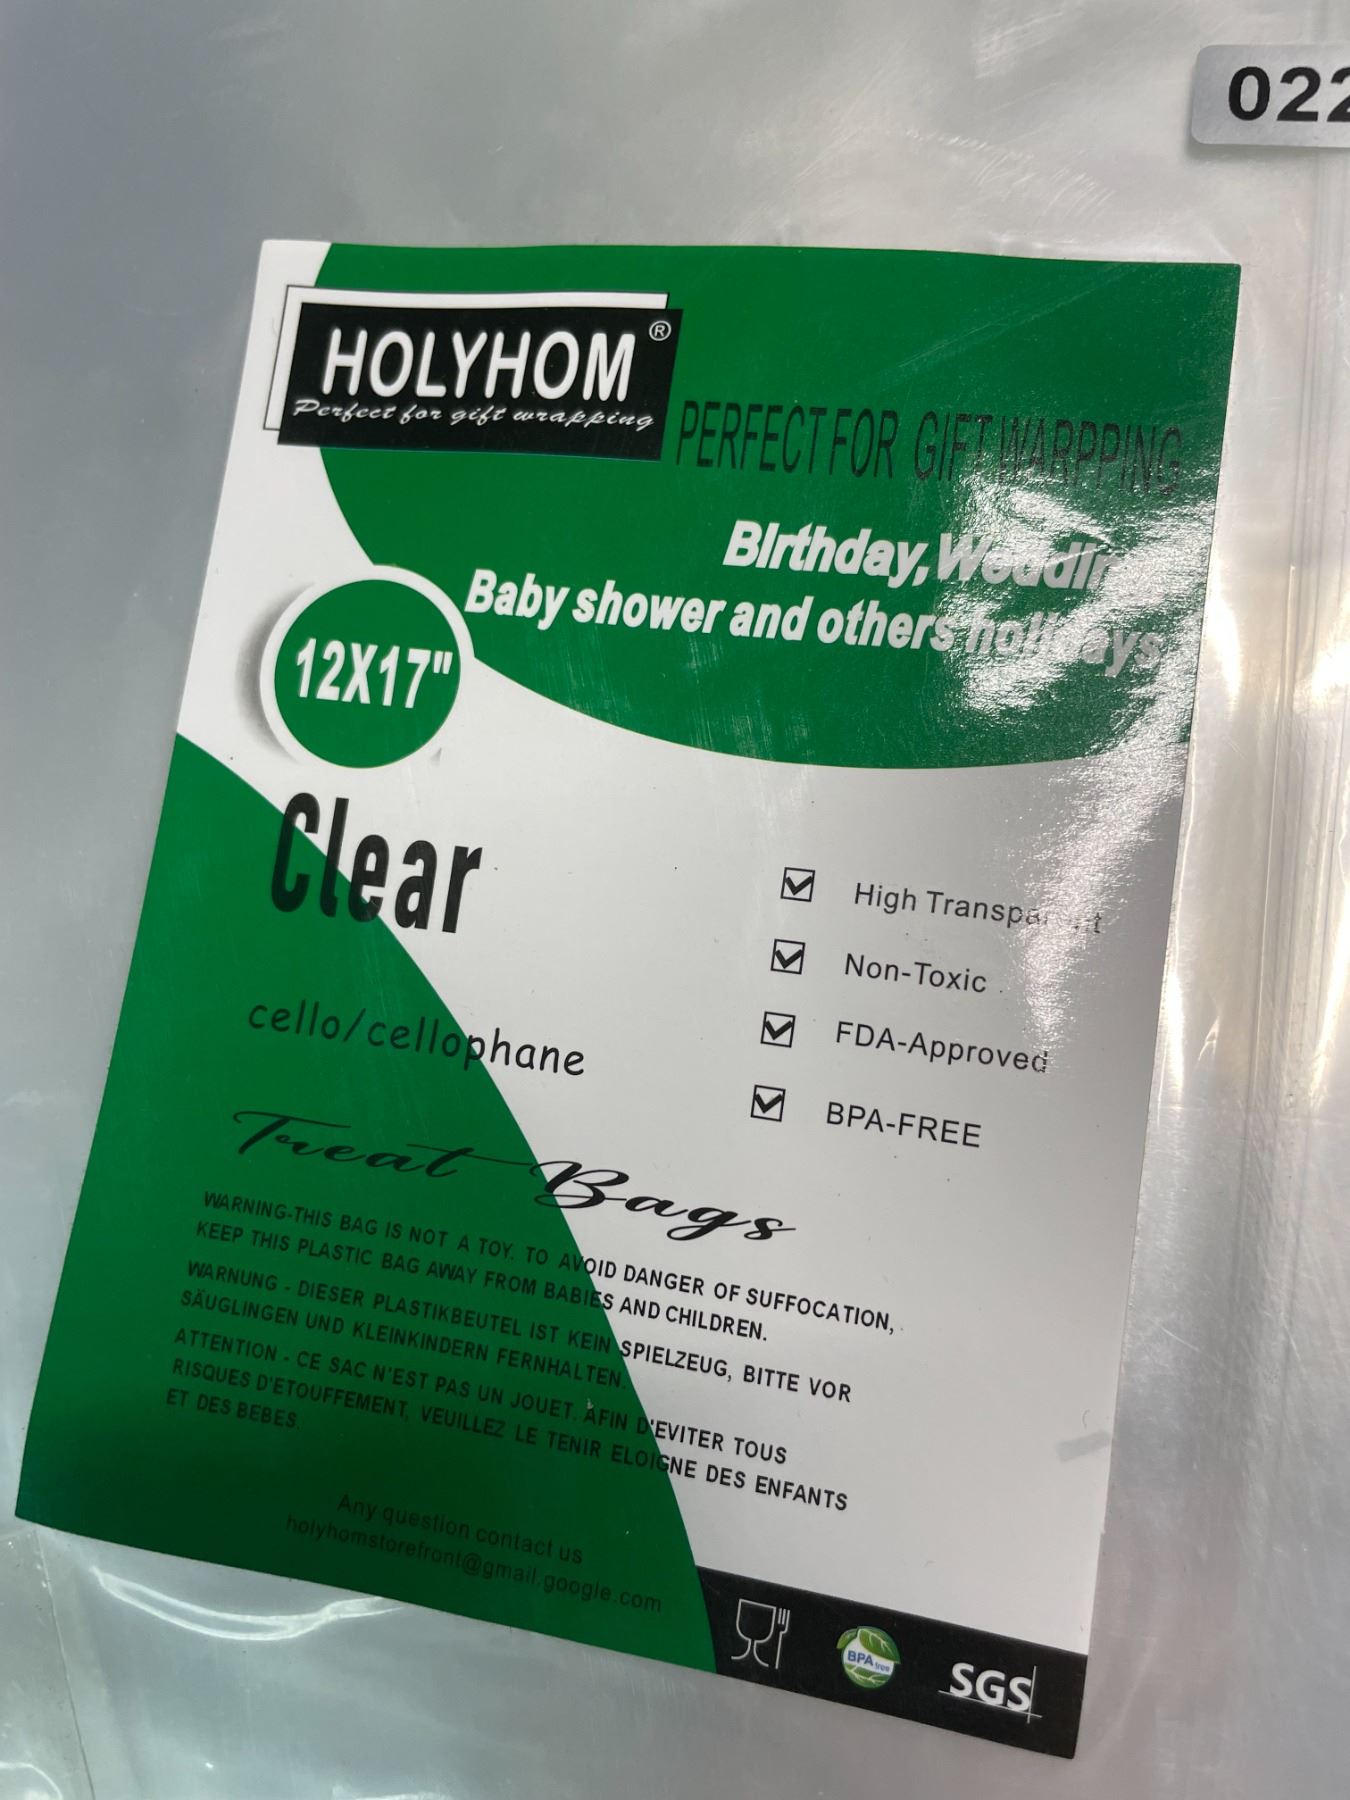 022
HOLYHOM®
Perfect for gift wrapping
PERFECT FOR GIFT WARPPING
BIrthday,
Baby shower and others holidays
12X17"
Clear
High Transparent
Non-Toxic
FDA-Approved
BPA-FREE
cello/cellophane
Treat Bags
WARNING-THIS BAG IS NOT A TOY. TO AVOID DANGER OF SUFFOCATION,
KEEP THIS PLASTIC BAG AWAY FROM BABIES AND CHILDREN.
WARNUNG - DIESER PLASTIKBEUTEL IST KEIN SPIELZEUG, BITTE VOR
SÄUGLINGEN UND KLEINKINDERN FERNHALTEN.
ATTENTION - CE SAC N'EST PAS UN JOUET. AFIN D'EVITER TOUS
RISQUES D'ETOUFFEMENT, VEUILLEZ LE TENIR ELOIGNE DES ENFANTS
ET DES BEBES.
Any question contact us
holyhomstorefront@gmail.google.com
BPA free
SGS